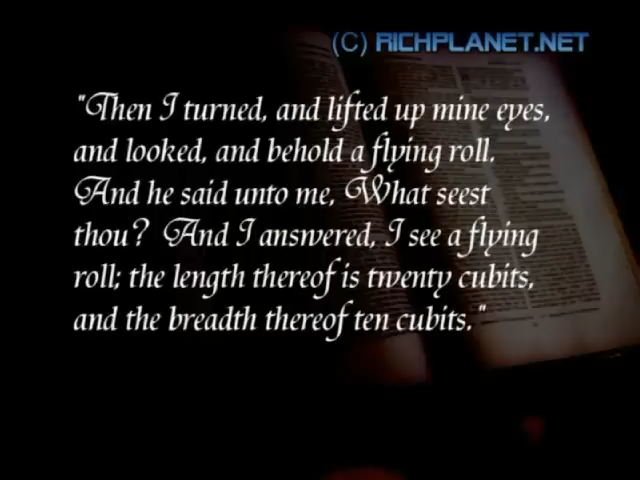 (C) RICHPLANET.NET
"Then I turned, and lifted up mine eyes,
and looked, and behold a flying roll.
And he said unto me, What seest
thou?  And I answered, I see a flying
roll; the length thereof is twenty cubits,
and the breadth thereof ten cubits."